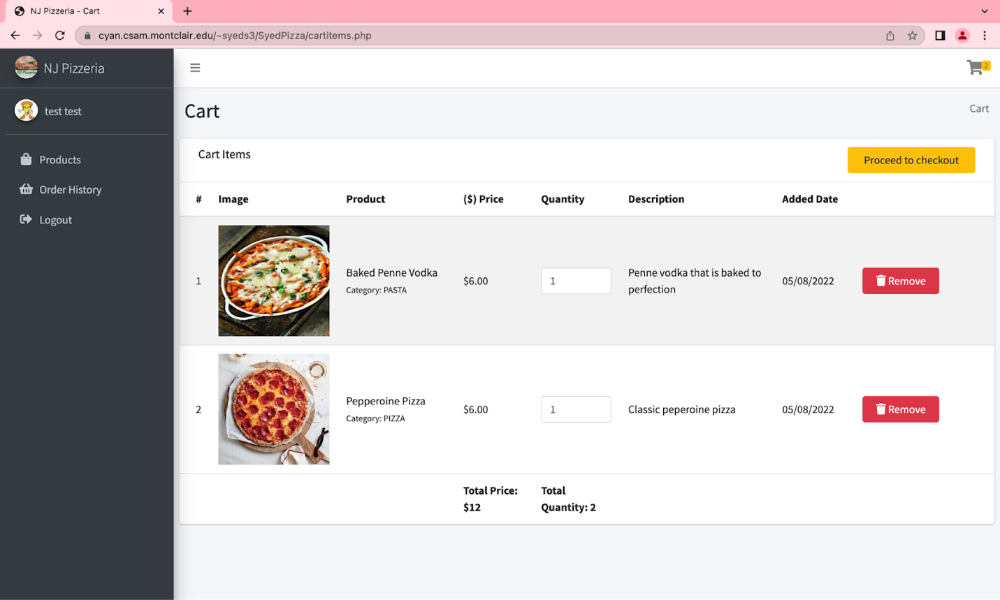 NJ Pizzeria - Cart
cyan.csam.montclair.edu/~syeds3/SyedPizza/cartitems.php
NJ Pizzeria
2
test test
Cart
Cart
Products
Order History
Logout
Cart Items
Proceed to checkout
# Image Product ($) Price Quantity Description Added Date
1 Baked Penne Vodka $6.00 1 Penne vodka that is baked to 05/08/2022 Remove
Category: PASTA perfection
2 Pepperoine Pizza $6.00 1 Classic peperoine pizza 05/08/2022 Remove
Category: PIZZA
Total Price: Total
$12 Quantity: 2